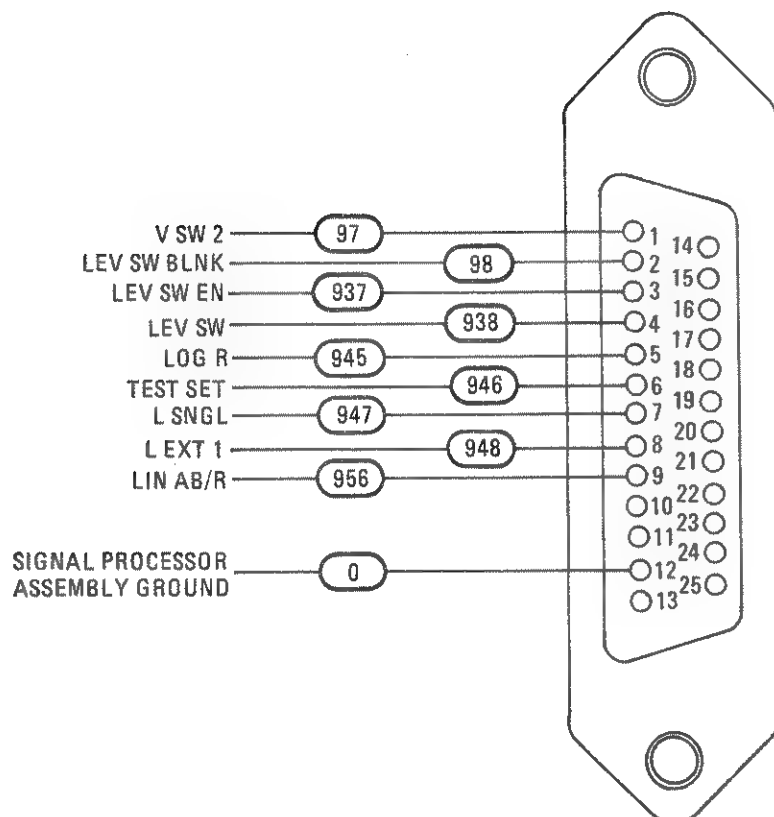 V SW 2 97 1
14
LEV SW BLNK 98 2
15
LEV SW EN 937 3
16
LEV SW 938 4
17
LOG R 945 5
18
TEST SET 946 6
19
L SNGL 947 7
20
L EXT 1 948 8
21
LIN AB/R 956 9
22
10
23
11
24
SIGNAL PROCESSOR
ASSEMBLY GROUND 0 12
25
13